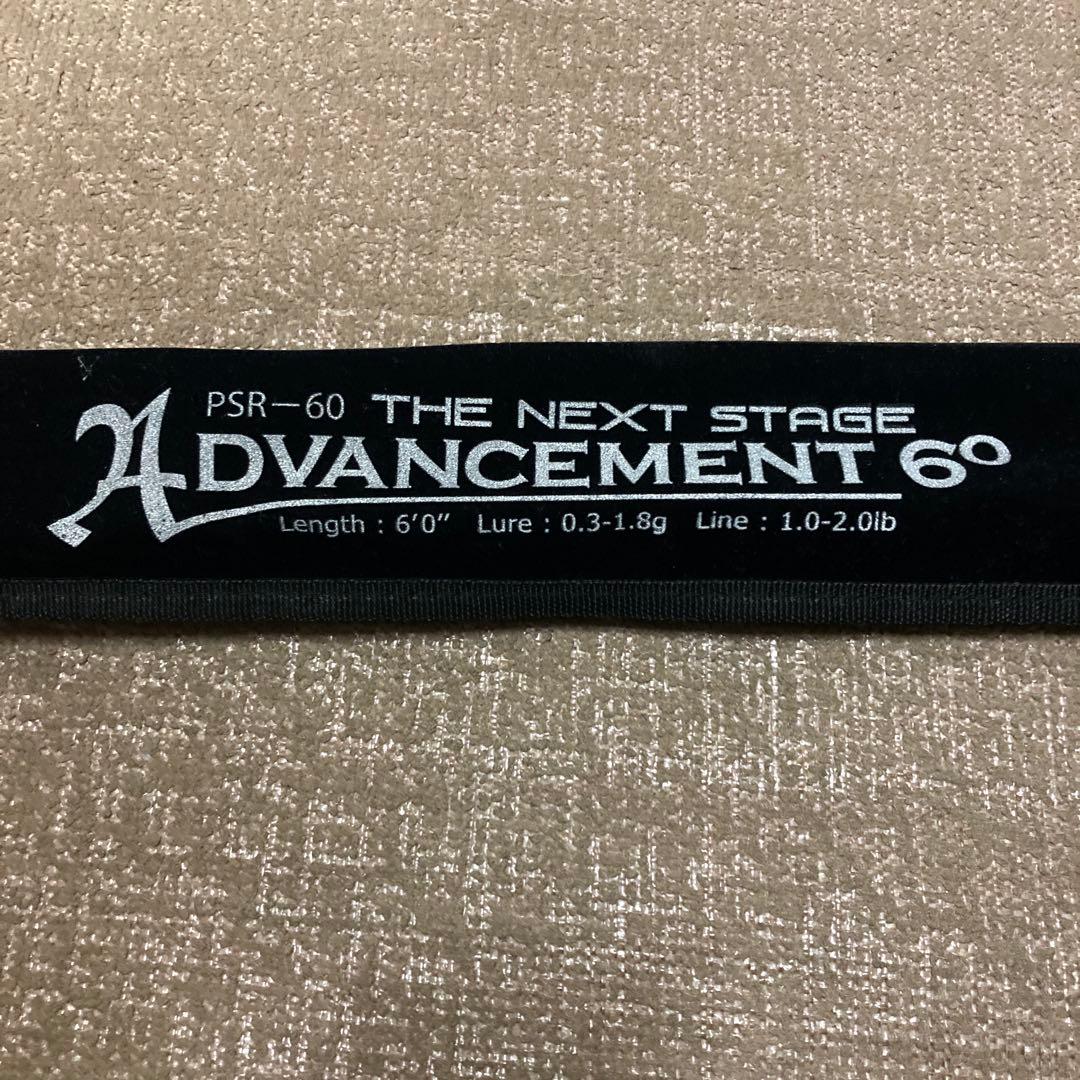 PSR-60 THE NEXT STAGE
ADVANCEMENT 60
Length : 6'0" Lure : 0.3-1.8g Line : 1.0-2.0lb